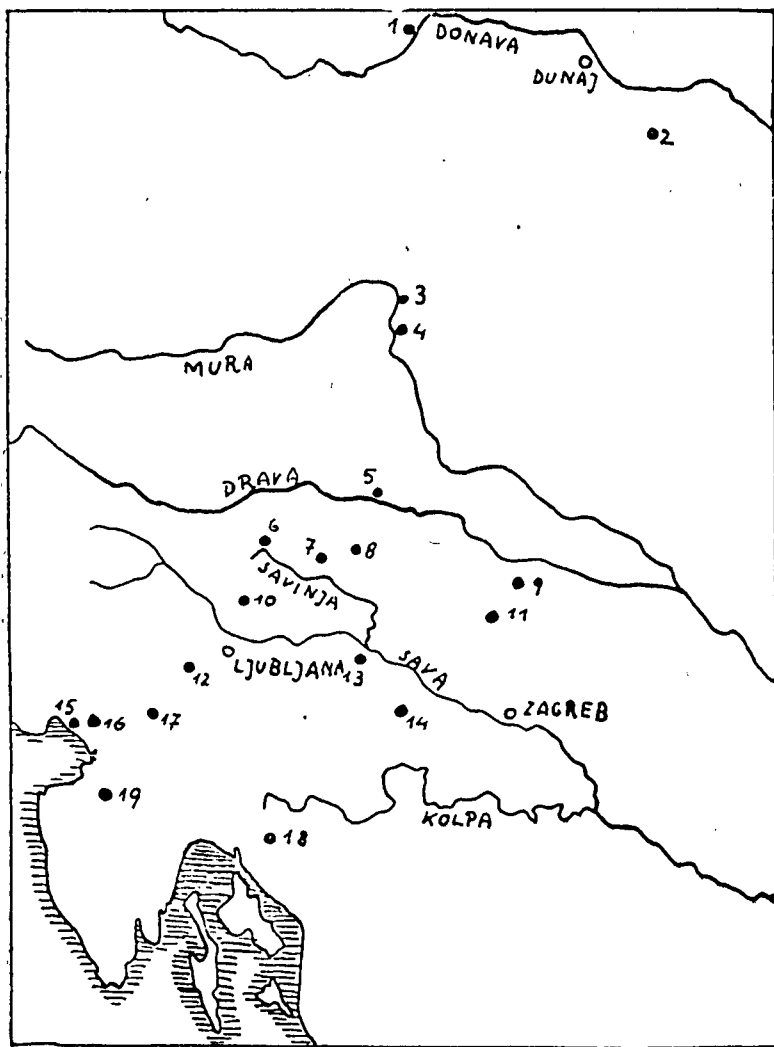 1 DONAVA
DUNAJ
2
3
4
MURA
5
DRAVA
6
7 8
SAVINJA
9
10
11
SAVA
LJUBLJANA 13
12
14 ZAGREB
15 16 17
19
KOLPA
18